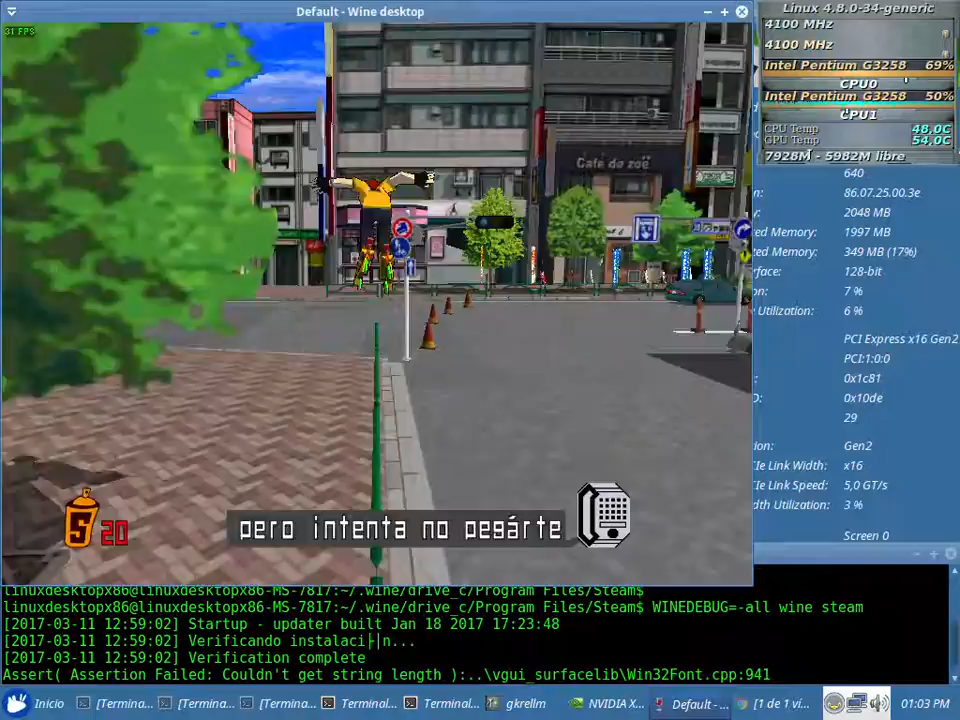 Default - Wine desktop
31 FPS
Café de zoé
S 20
pero intenta no pegárte
Linux 4.8.0-34-generic
4100 MHz
4100 MHz
Intel Pentium G3258 69%
CPU0
Intel Pentium G3258 50%
CPU1
CPU Temp 48.0C
GPU Temp 54.0C
7928M - 5982M libre
640
n: 86.07.25.00.3e
y: 2048 MB
ed Memory: 1997 MB
ed Memory: 349 MB (17%)
rface: 128-bit
on: 7 %
Utilization: 6 %
PCI Express x16 Gen2
PCI:1:0:0
: 0x1c81
D: 0x10de
29
ion: Gen2
CIe Link Width: x16
CIe Link Speed: 5,0 GT/s
dth Utilization: 3 %
Screen 0
linuxdesktopx86@linuxdesktopx86-MS-7817:~/.wine/drive_c/Program Files/Steam$
linuxdesktopx86@linuxdesktopx86-MS-7817:~/.wine/drive_c/Program Files/Steam$ WINEDEBUG=-all wine steam
[2017-03-11 12:59:02] Startup - updater built Jan 18 2017 17:23:48
[2017-03-11 12:59:02] Verificando instalaci├│n...
[2017-03-11 12:59:02] Verification complete
Assert( Assertion Failed: Couldn't get string length ):..\vgui_surfacelib\Win32Font.cpp:941
Inicio [Termina... [Termina... [Termina... Terminal... Terminal... gkrellm NVIDIA X... Default -... [1 de 1 ví... 01:03 PM